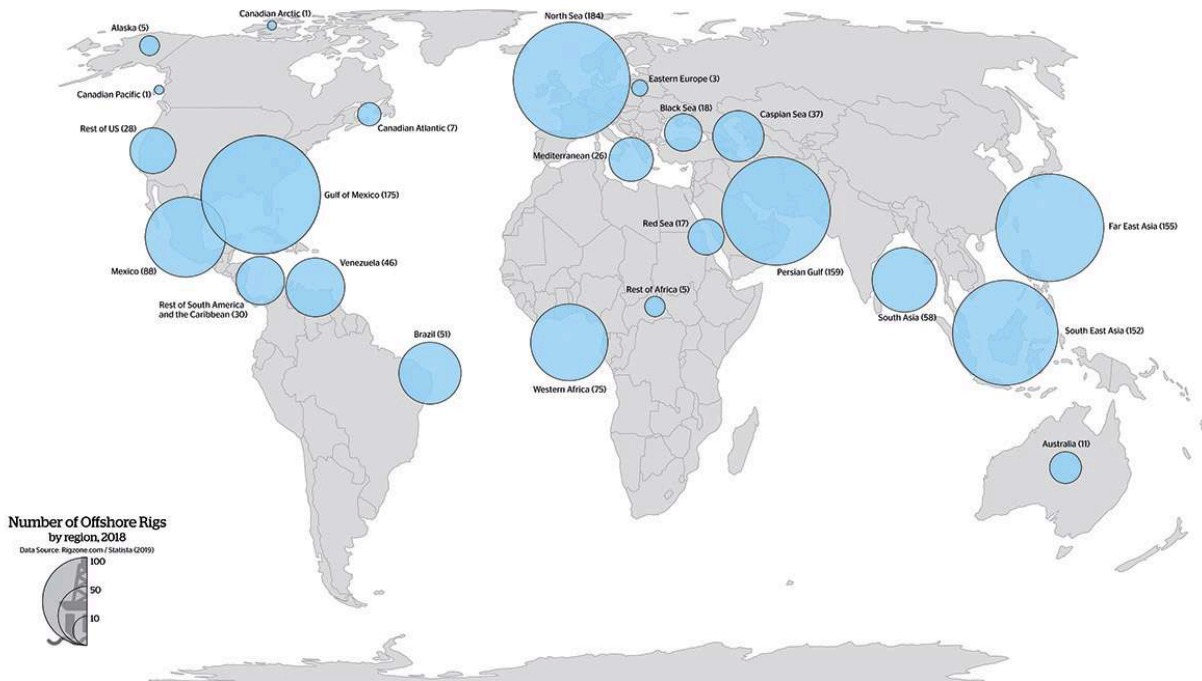 Canadian Arctic (1)
North Sea (184)
Alaska (5)
Canadian Pacific (1)
Eastern Europe (3)
Black Sea (18)
Caspian Sea (37)
Rest of US (28)
Canadian Atlantic (7)
Mediterranean (26)
Gulf of Mexico (175)
Red Sea (17)
Far East Asia (155)
Mexico (88)
Venezuela (46)
Persian Gulf (159)
Rest of South America
and the Caribbean (30)
Rest of Africa (5)
South Asia (58)
Brazil (51)
South East Asia (152)
Western Africa (75)
Australia (11)
Number of Offshore Rigs
by region, 2018
Data Source: Rigzone.com / Statista (2019)
100
50
10